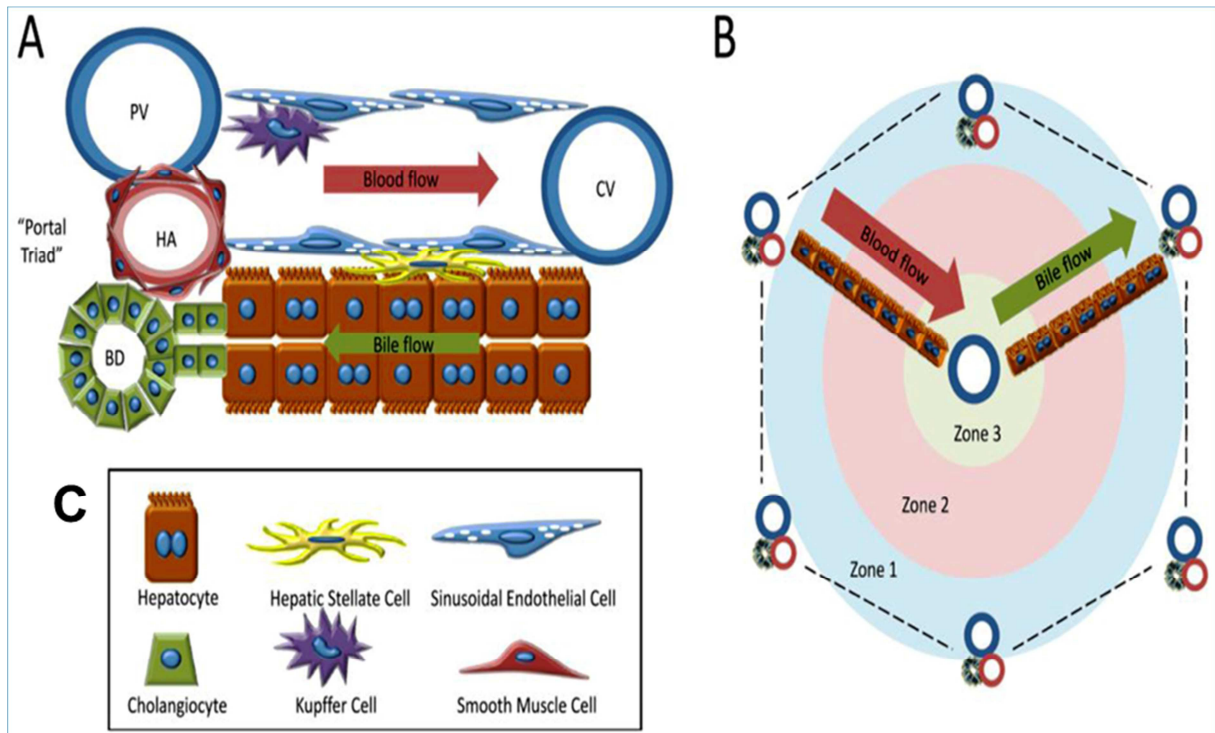 A
PV
HA
"Portal
Triad"
BD
Blood flow
CV
Bile flow
B
Blood flow
Bile flow
Zone 3
Zone 2
Zone 1
C
Hepatocyte
Hepatic Stellate Cell
Sinusoidal Endothelial Cell
Cholangiocyte
Kupffer Cell
Smooth Muscle Cell